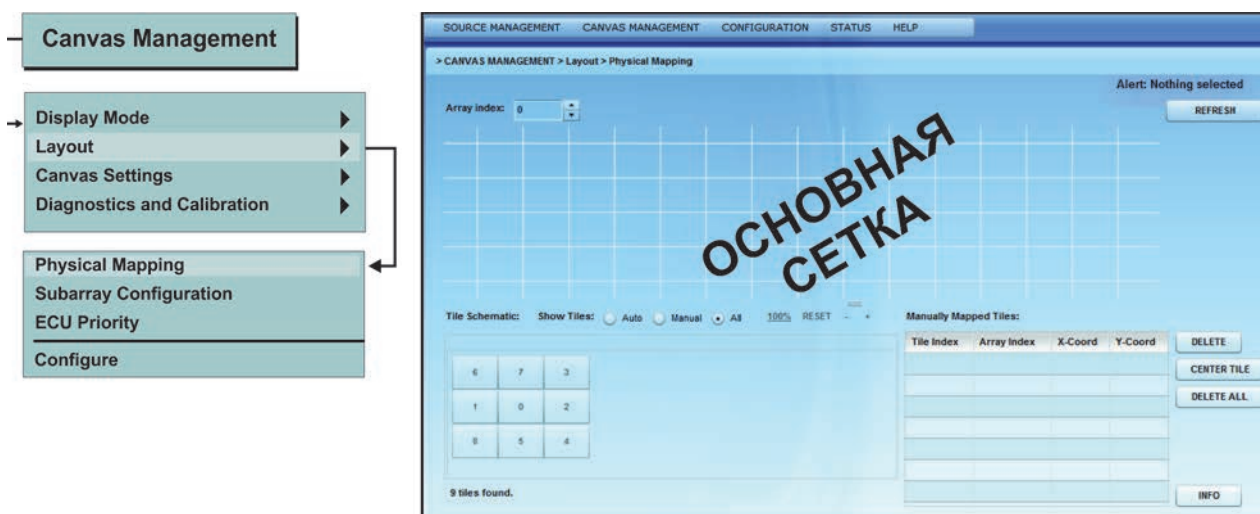 Canvas Management
Display Mode
Layout
Canvas Settings
Diagnostics and Calibration
Physical Mapping
Subarray Configuration
ECU Priority
Configure
SOURCE MANAGEMENT CANVAS MANAGEMENT CONFIGURATION STATUS HELP
> CANVAS MANAGEMENT > Layout > Physical Mapping
Alert: Nothing selected
Array index: 0
REFRESH
ОСНОВНАЯ
СЕТКА
Tile Schematic: Show Tiles: Auto Manual All 100% RESET - +
6 7 3
1 0 2
8 5 4
9 tiles found.
Manually Mapped Tiles:
Tile Index Array Index X-Coord Y-Coord
DELETE
CENTER TILE
DELETE ALL
INFO